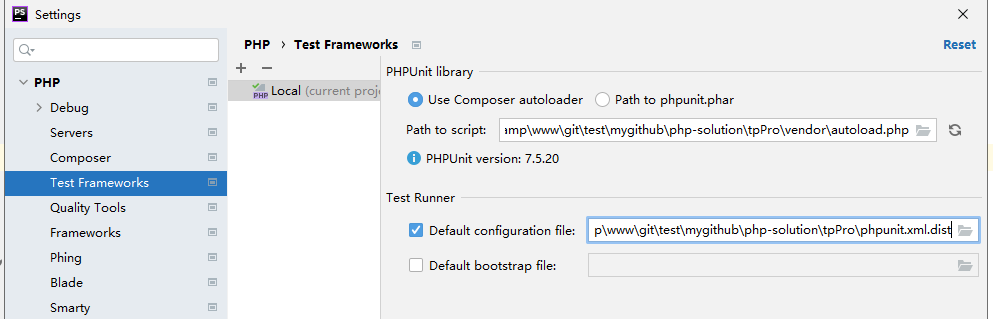 PS Settings
PHP › Test Frameworks Reset
PHP
Debug
Servers
Composer
Test Frameworks
Quality Tools
Frameworks
Phing
Blade
Smarty
PHP Local (current proje
PHPUnit library
Use Composer autoloader Path to phpunit.phar
Path to script: amp\www\git\test\mygithub\php-solution\tpPro\vendor\autoload.php
PHPUnit version: 7.5.20
Test Runner
Default configuration file: p\www\git\test\mygithub\php-solution\tpPro\phpunit.xml.dist
Default bootstrap file: